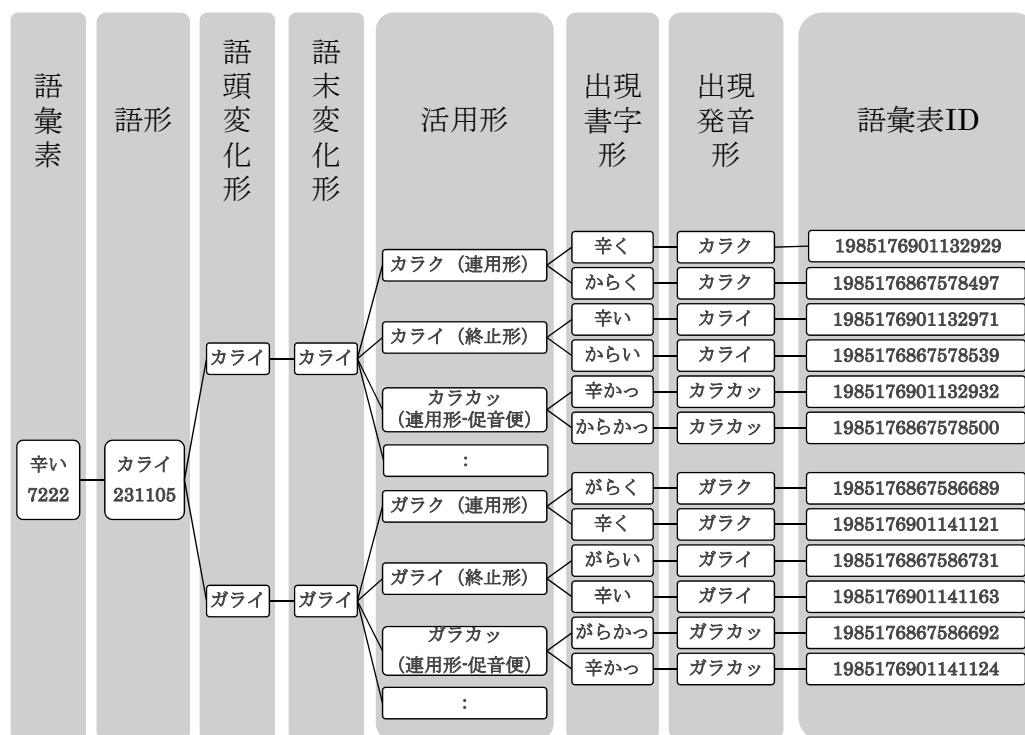 語彙素
語形
語頭変化形
語末変化形
活用形
出現書字形
出現発音形
語彙表ID
辛い
7222
カライ
231105
カライ
カライ
カラク（連用形）
辛く
カラク
1985176901132929
からく
カラク
1985176867578497
カライ（終止形）
辛い
カライ
1985176901132971
からい
カライ
1985176867578539
カラカッ
（連用形-促音便）
辛かっ
カラカッ
1985176901132932
からかっ
カラカッ
1985176867578500
：
ガライ
ガライ
ガラク（連用形）
がらく
ガラク
1985176867586689
辛く
ガラク
1985176901141121
ガライ（終止形）
がらい
ガライ
1985176867586731
辛い
ガライ
1985176901141163
ガラカッ
（連用形-促音便）
がらかっ
ガラカッ
1985176867586692
辛かっ
ガラカッ
1985176901141124
：